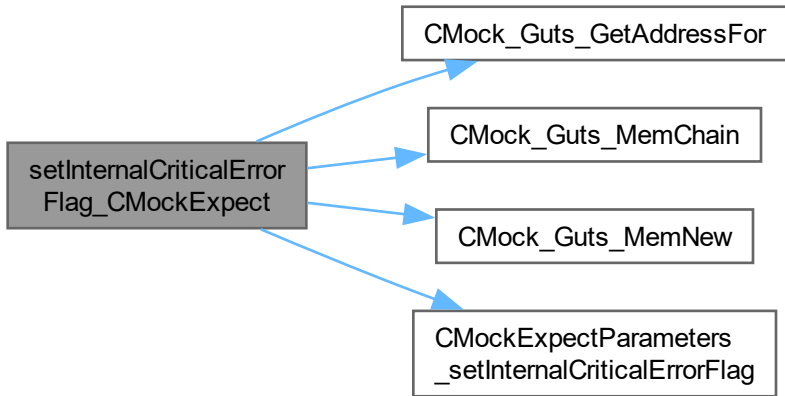 CMock_Guts_GetAddressFor
CMock_Guts_MemChain
setInternalCriticalError
Flag_CMockExpect
CMock_Guts_MemNew
CMockExpectParameters
_setInternalCriticalErrorFlag